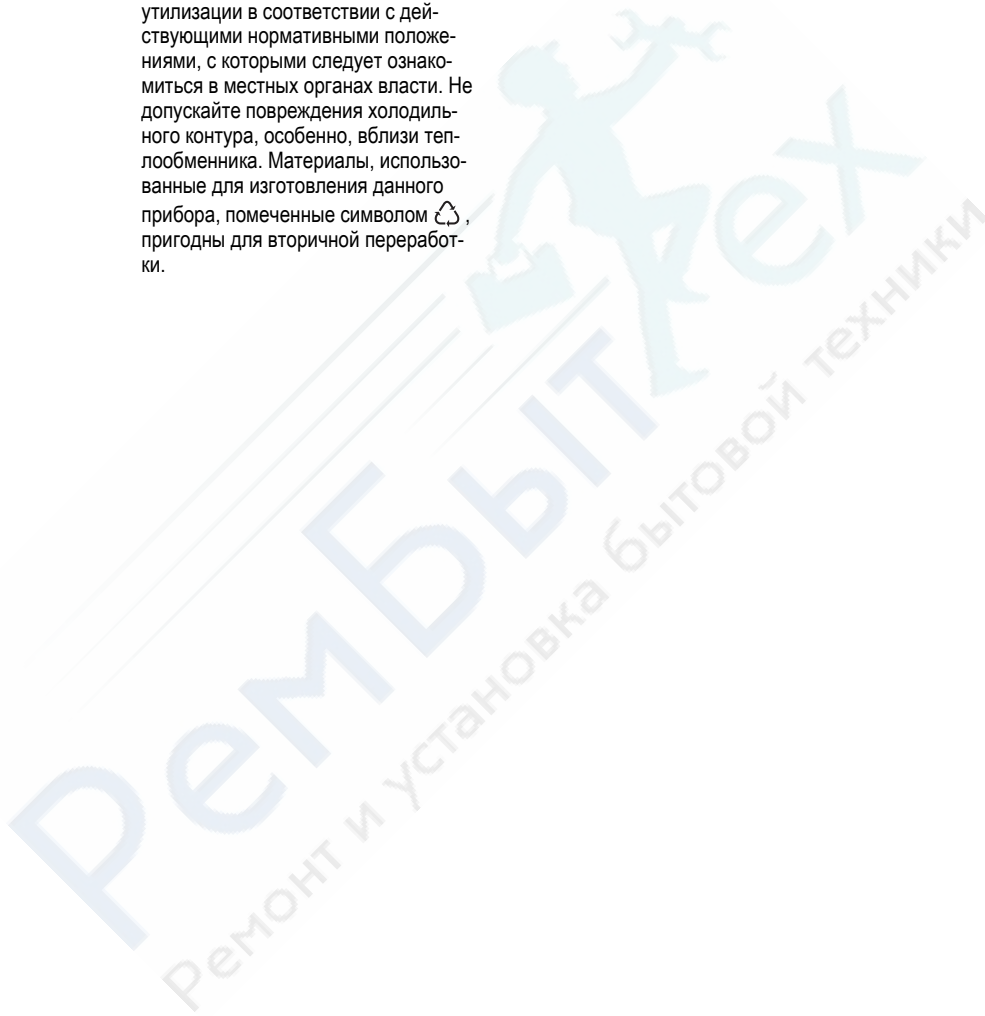 утилизации в соответствии с дей-
ствующими нормативными положе-
ниями, с которыми следует ознако-
миться в местных органах власти. Не
допускайте повреждения холодиль-
ного контура, особенно, вблизи теп-
лообменника. Материалы, использо-
ванные для изготовления данного
прибора, помеченные символом ♺ ,
пригодны для вторичной переработ-
ки.
РемБытТех
Ремонт и установка бытовой техники